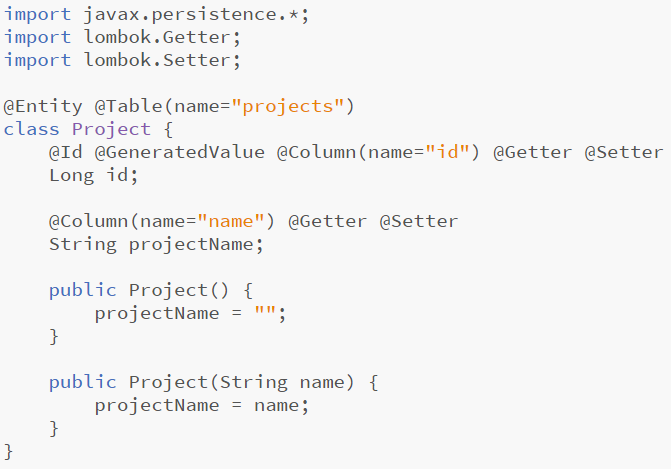 import javax.persistence.*;
import lombok.Getter;
import lombok.Setter;

@Entity @Table(name="projects")
class Project {
    @Id @GeneratedValue @Column(name="id") @Getter @Setter
    Long id;

    @Column(name="name") @Getter @Setter
    String projectName;

    public Project() {
        projectName = "";
    }

    public Project(String name) {
        projectName = name;
    }
}